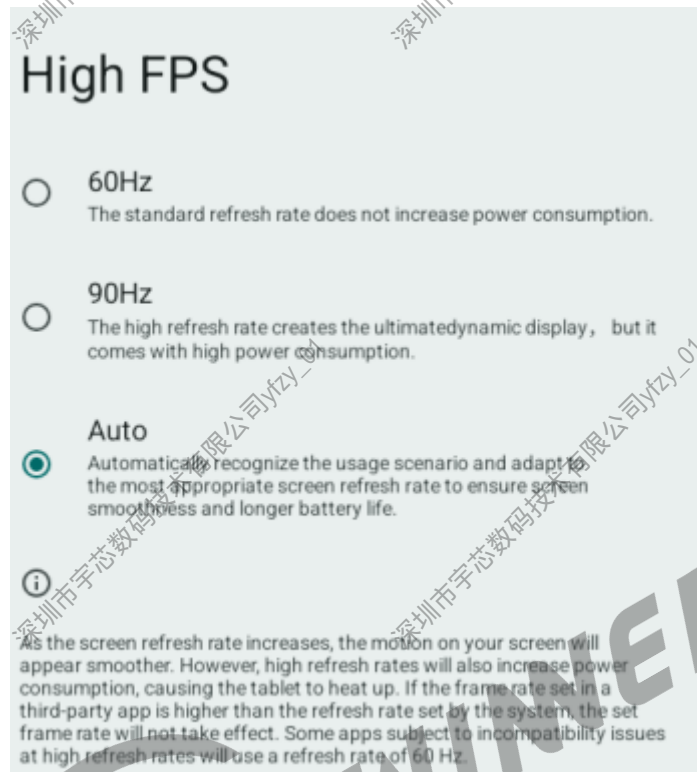 High FPS
60Hz
The standard refresh rate does not increase power consumption.
90Hz
The high refresh rate creates the ultimatedynamic display， but it
comes with high power consumption.
Auto
Automatically recognize the usage scenario and adapt to
the most appropriate screen refresh rate to ensure screen
smoothness and longer battery life.
As the screen refresh rate increases, the motion on your screen will
appear smoother. However, high refresh rates will also increase power
consumption, causing the tablet to heat up. If the frame rate set in a
third-party app is higher than the refresh rate set by the system, the set
frame rate will not take effect. Some apps subject to incompatibility issues
at high refresh rates will use a refresh rate of 60 Hz.
深圳市宇芯数码技术有限公司yfzy_01
深圳市宇芯数码技术有限公司yfzy_01
深圳市
深圳市
WINNE